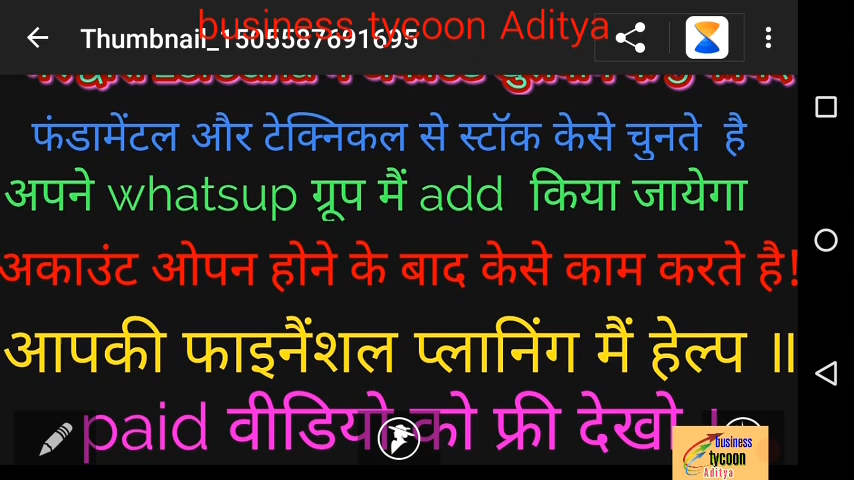 business tycoon Aditya
Thumbnail_1505587691695
फंडामेंटल और टेक्निकल से स्टॉक केसे चुनते है
अपने whatsup ग्रूप मैं add किया जायेगा
अकाउंट ओपन होने के बाद केसे काम करते है!
आपकी फाइनैंशल प्लानिंग मैं हेल्प ॥
paid वीडियो को फ्री देखो
business
tycoon
Aditya